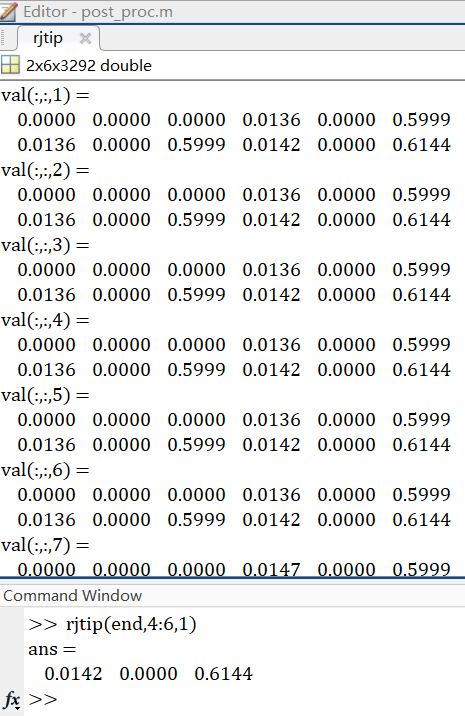 Editor - post_proc.m
rjtip
2x6x3292 double
val(:,:,1) =
0.0000 0.0000 0.0000 0.0136 0.0000 0.5999
0.0136 0.0000 0.5999 0.0142 0.0000 0.6144
val(:,:,2) =
0.0000 0.0000 0.0000 0.0136 0.0000 0.5999
0.0136 0.0000 0.5999 0.0142 0.0000 0.6144
val(:,:,3) =
0.0000 0.0000 0.0000 0.0136 0.0000 0.5999
0.0136 0.0000 0.5999 0.0142 0.0000 0.6144
val(:,:,4) =
0.0000 0.0000 0.0000 0.0136 0.0000 0.5999
0.0136 0.0000 0.5999 0.0142 0.0000 0.6144
val(:,:,5) =
0.0000 0.0000 0.0000 0.0136 0.0000 0.5999
0.0136 0.0000 0.5999 0.0142 0.0000 0.6144
val(:,:,6) =
0.0000 0.0000 0.0000 0.0136 0.0000 0.5999
0.0136 0.0000 0.5999 0.0142 0.0000 0.6144
val(:,:,7) =
0.0000 0.0000 0.0000 0.0147 0.0000 0.5999
Command Window
>> rjtip(end,4:6,1)
ans =
0.0142 0.0000 0.6144
fx >>